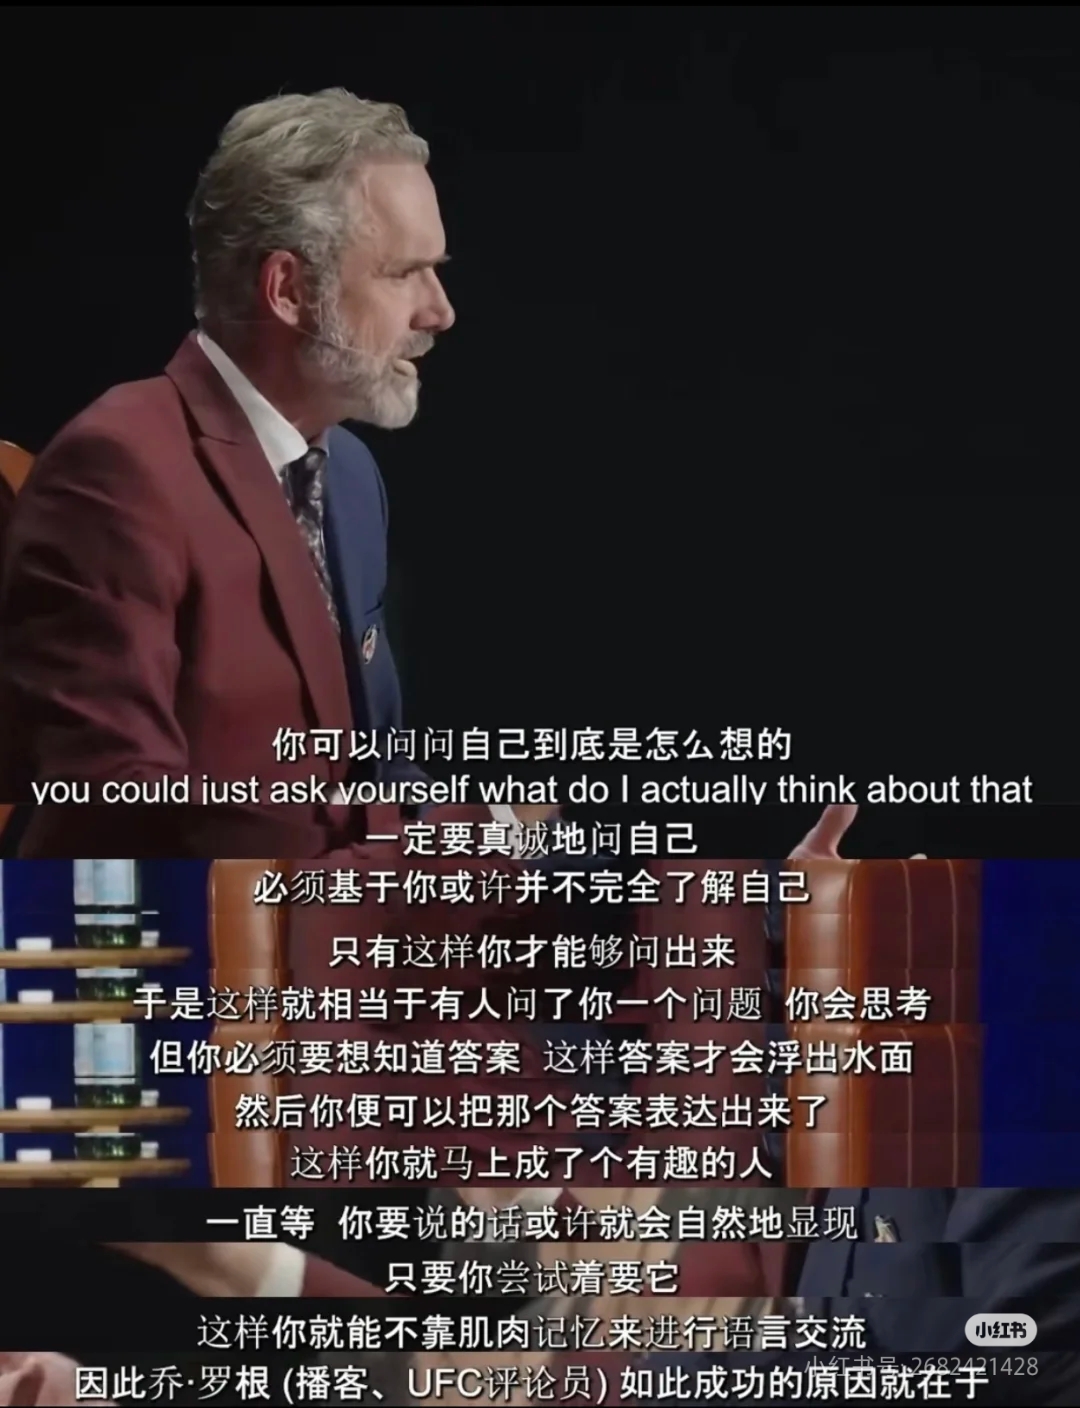 你可以问问自己到底是怎么想的
you could just ask yourself what do I actually think about that
一定要真诚地问自己
必须基于你或许并不完全了解自己
只有这样你才能够问出来
于是这样就相当于有人问了你一个问题 你会思考
但你必须要想知道答案 这样答案才会浮出水面
然后你便可以把那个答案表达出来了
这样你就马上成了个有趣的人
一直等 你要说的话或许就会自然地显现
只要你尝试着要它
这样你就能不靠肌肉记忆来进行语言交流
小红书
小红书号:2682421428
因此乔·罗根 (播客、UFC评论员) 如此成功的原因就在于